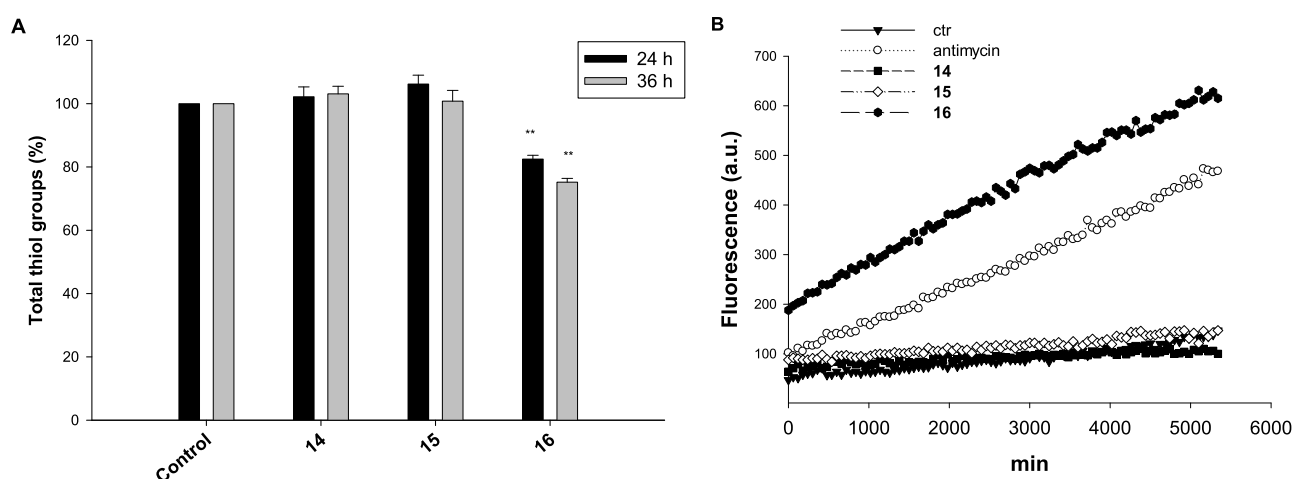 A
Total thiol groups (%)
120
100
80
60
40
20
0
24 h
36 h
**
**
Control
14
15
16
B
ctr
antimycin
14
15
16
Fluorescence (a.u.)
700
600
500
400
300
200
100
0 1000 2000 3000 4000 5000 6000
min